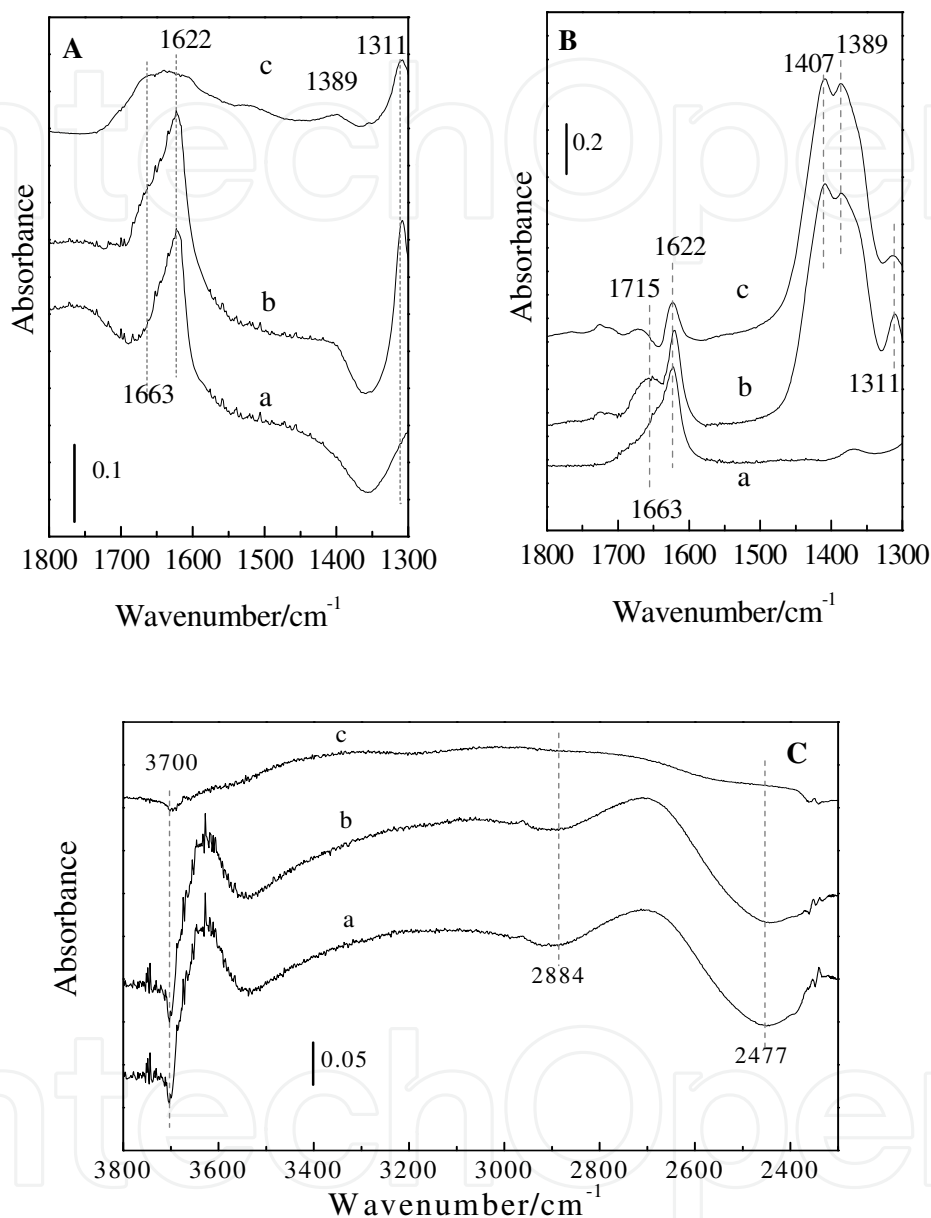 A
1622
1311
c
1389
b
1663
a
0.1
Absorbance
1800 1700 1600 1500 1400 1300
Wavenumber/cm⁻¹
B
1389
1407
0.2
1622
1715
c
1311
b
a
1663
Absorbance
1800 1700 1600 1500 1400 1300
Wavenumber/cm⁻¹
C
3700
c
b
a
2884
2477
0.05
Absorbance
3800 3600 3400 3200 3000 2800 2600 2400
Wavenumber/cm⁻¹
ntechOpen
ntechOpen